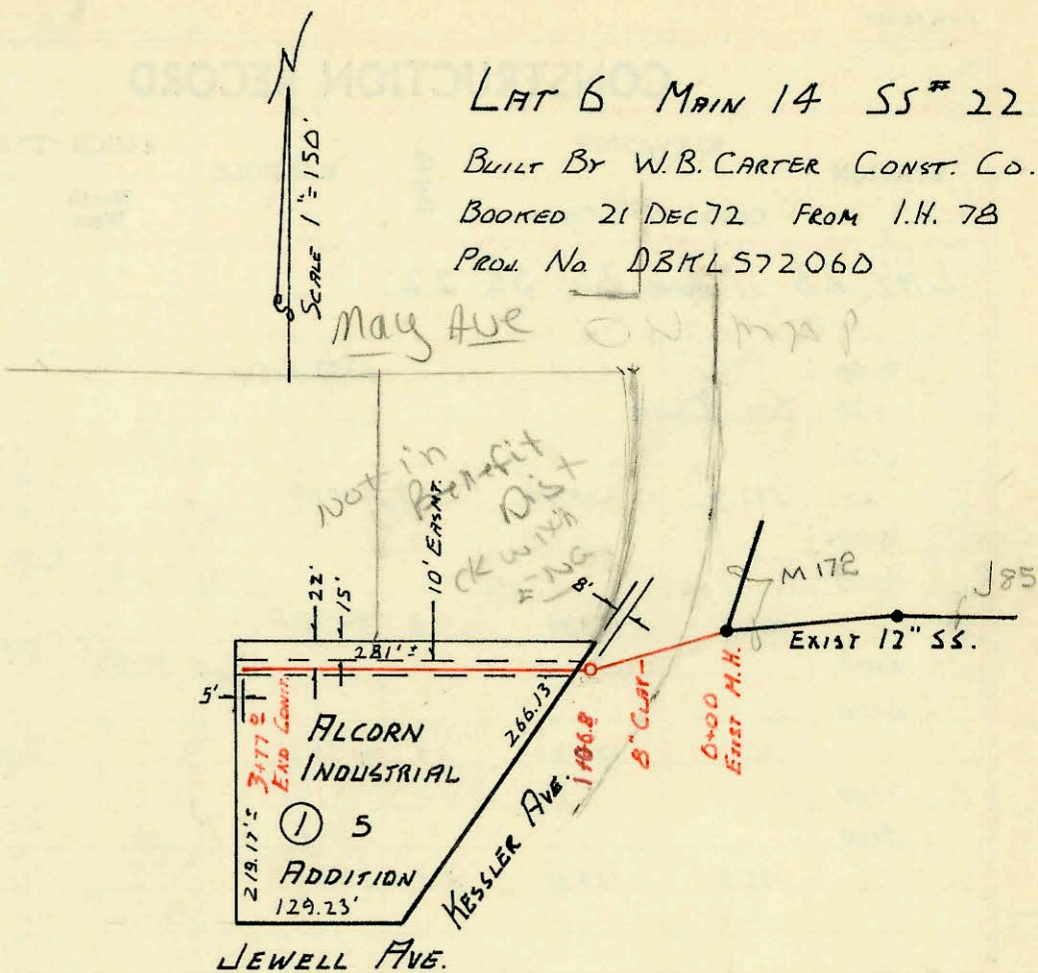 LAT 6 MAIN 14 SS# 22
BUILT BY W.B. CARTER CONST. CO.
BOOKED 21 DEC 72 FROM I.H. 78
PROJ. No. DBKLS72060
N
SCALE 1"=150'
May Ave
Not in
Benefit
Dist
10' EASMT.
22'
15'
281'±
8'
M 172
J85
EXIST 12" SS.
5'
3+77±
END CONST.
ALCORN
INDUSTRIAL
① 5
ADDITION
219.17'±
129.23'
266.13'
KESSLER AVE.
8" CLAY
0+00
EXIST M.H.
JEWELL AVE.